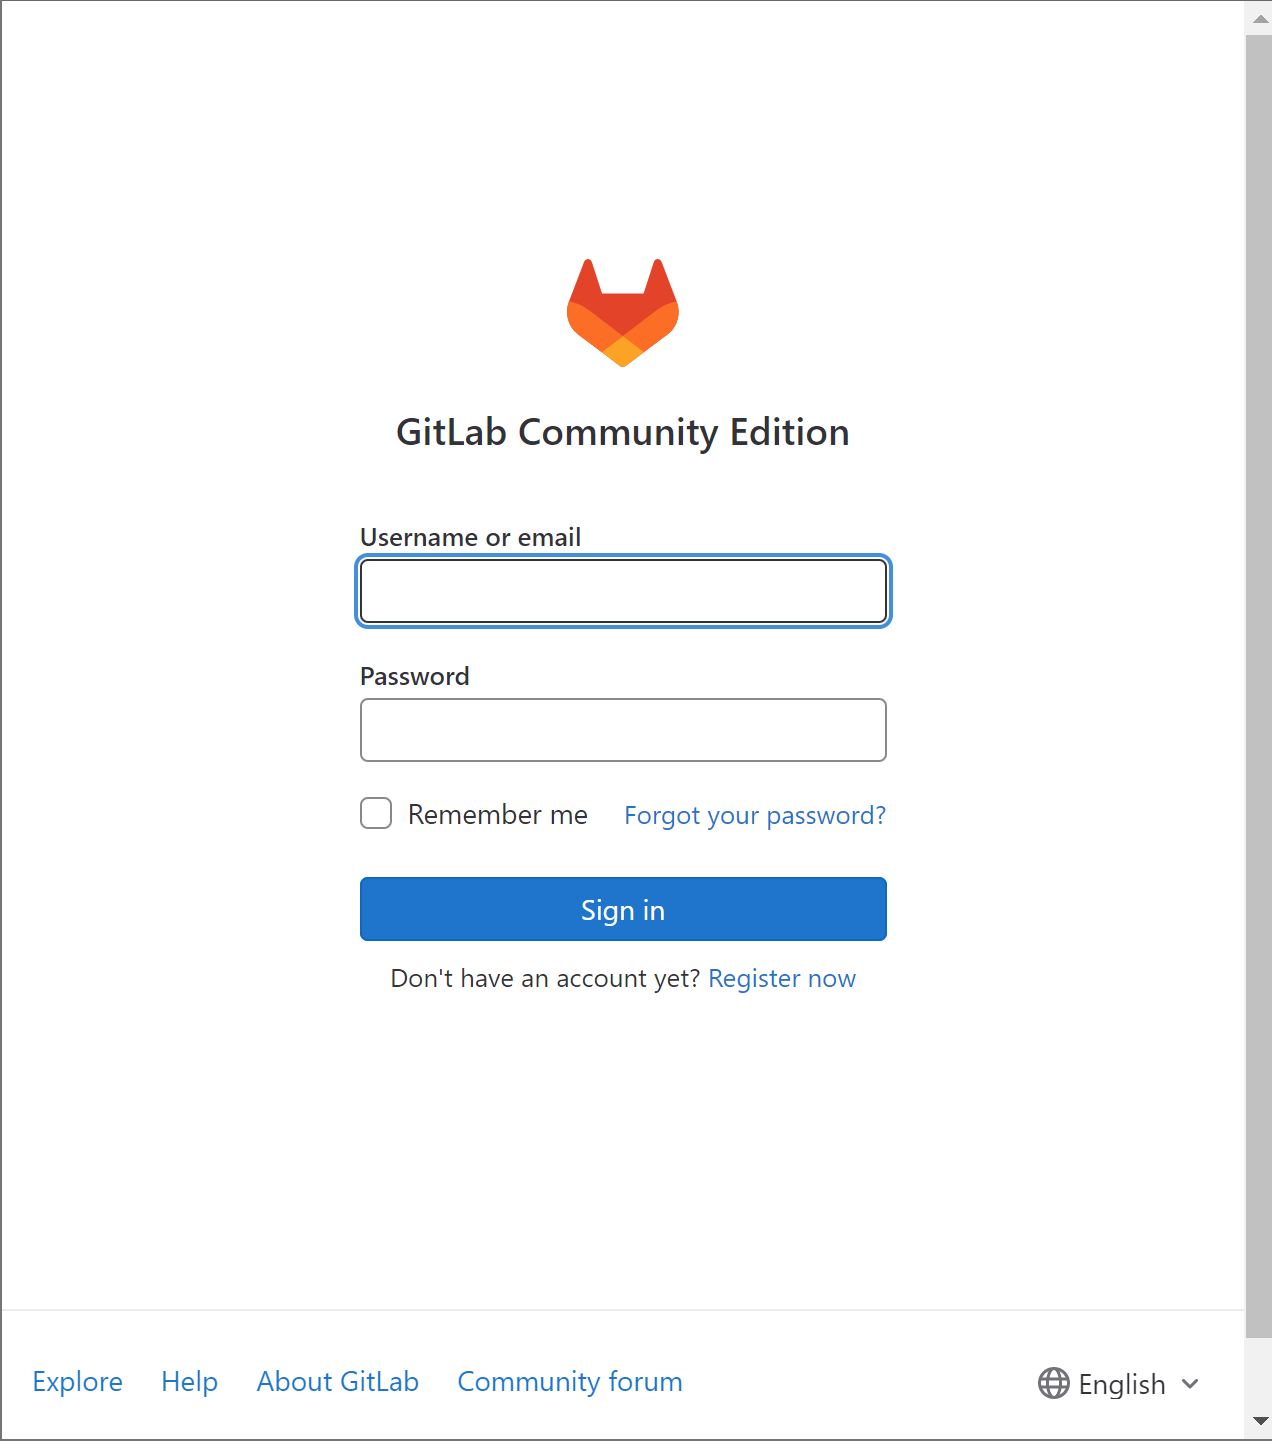 GitLab Community Edition
Username or email
Password
Remember me Forgot your password?
Sign in
Don't have an account yet? Register now
Explore Help About GitLab Community forum English